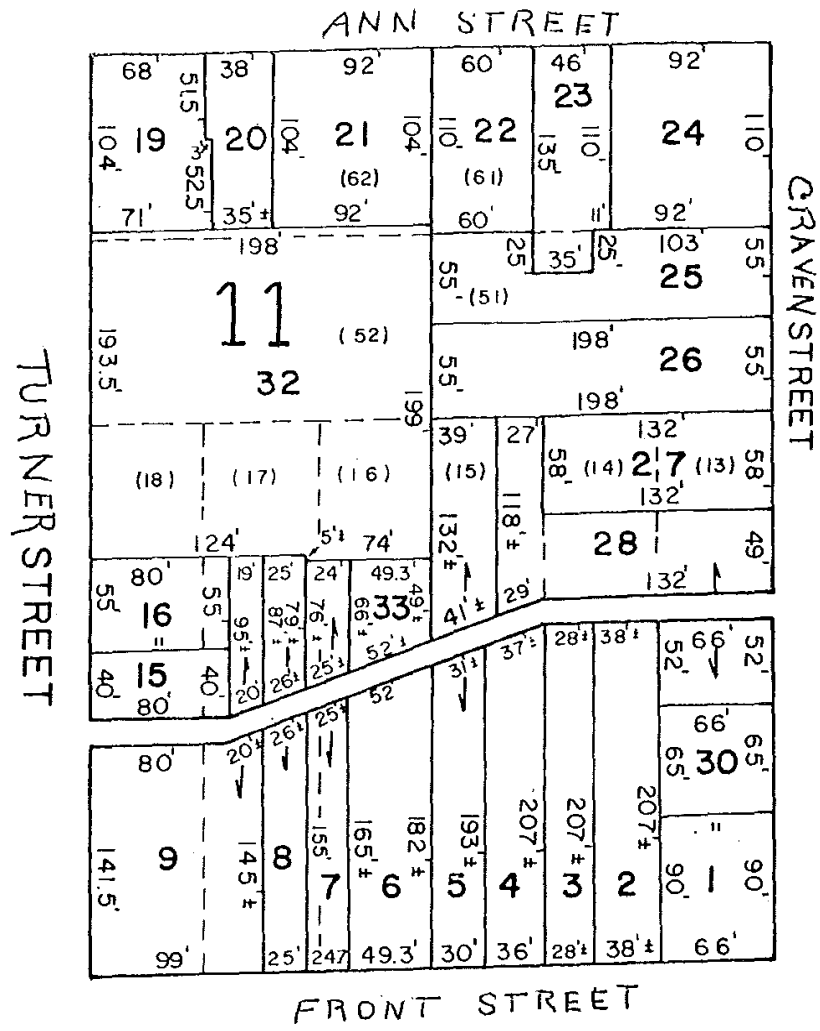 ANN STREET
68' 38' 92' 60' 46' 92'
51.5 23
104' 19 3' 20 104' 21 104' 110' 22 135' 110' 24 110'
52.5 (62) (61)
71' 35'± 92' 60' 11' 92'
198' 25 35' 25' 103' 55'
55' (51) 25
11 (52)
193.5' 198' 26 55'
32 55'
199 198'
39' 27' 132'
(18) (17) (16) (15) 58' (14) 27 (13) 58'
132'
118'±
132'± 28 49'
124' 5'± 74' 132'
80' 19' 25' 24' 49.3'
55' 16 55' 95'± 87'± 79'± 76'± 66'± 33 49'± 41'± 29'
"
15 52'±
40' 40' 20' 26'± 25'±
80'
CRAVEN STREET
TURNER STREET
80' 20'± 26'± 25'± 52 31'± 37'± 28'± 38'± 52' 66' 52'
66'
65' 30 65'
141.5' 9 145± 8 155' 165'± 182'± 193± 207'± 207'± 207'± "
7 6 5 4 3 2 90' 1 90'
99' 25' 247 49.3' 30' 36' 28'± 38'± 66'
FRONT STREET